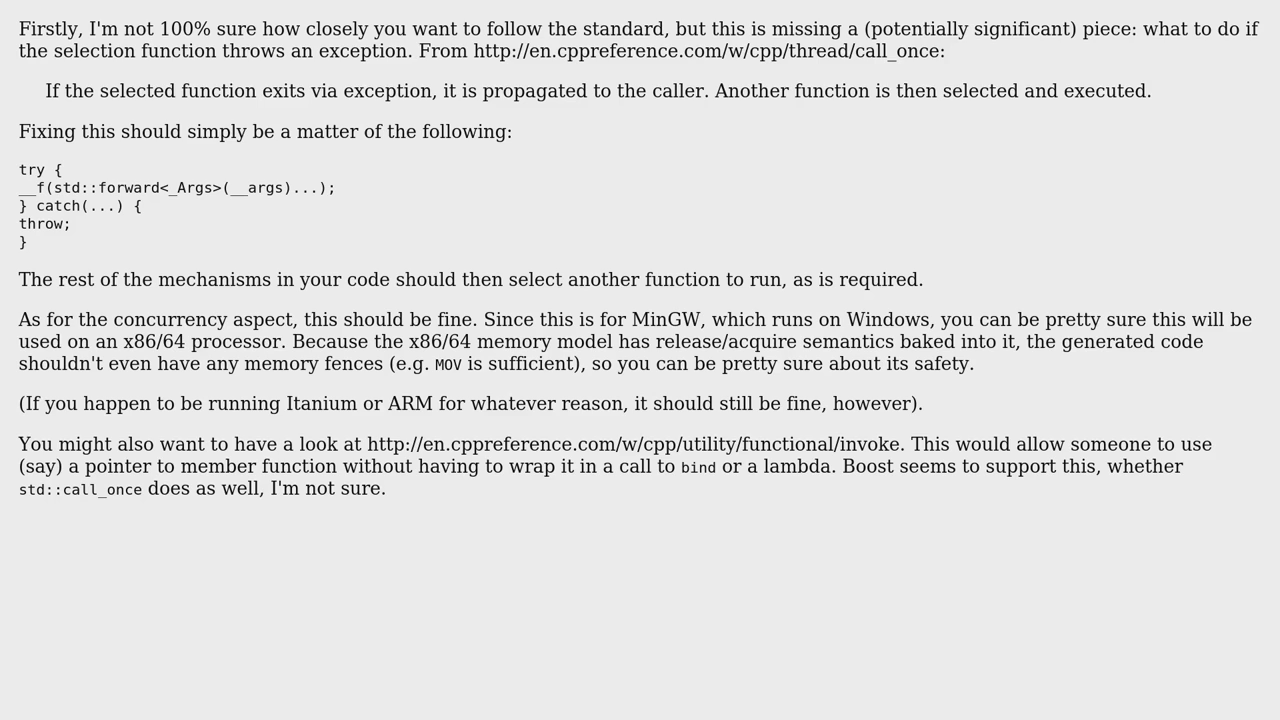 Firstly, I'm not 100% sure how closely you want to follow the standard, but this is missing a (potentially significant) piece: what to do if
the selection function throws an exception. From http://en.cppreference.com/w/cpp/thread/call_once:
If the selected function exits via exception, it is propagated to the caller. Another function is then selected and executed.
Fixing this should simply be a matter of the following:
try {
__f(std::forward<_Args>(__args)...);
} catch(...) {
throw;
}
The rest of the mechanisms in your code should then select another function to run, as is required.
As for the concurrency aspect, this should be fine. Since this is for MinGW, which runs on Windows, you can be pretty sure this will be
used on an x86/64 processor. Because the x86/64 memory model has release/acquire semantics baked into it, the generated code
shouldn't even have any memory fences (e.g. MOV is sufficient), so you can be pretty sure about its safety.
(If you happen to be running Itanium or ARM for whatever reason, it should still be fine, however).
You might also want to have a look at http://en.cppreference.com/w/cpp/utility/functional/invoke. This would allow someone to use
(say) a pointer to member function without having to wrap it in a call to bind or a lambda. Boost seems to support this, whether
std::call_once does as well, I'm not sure.